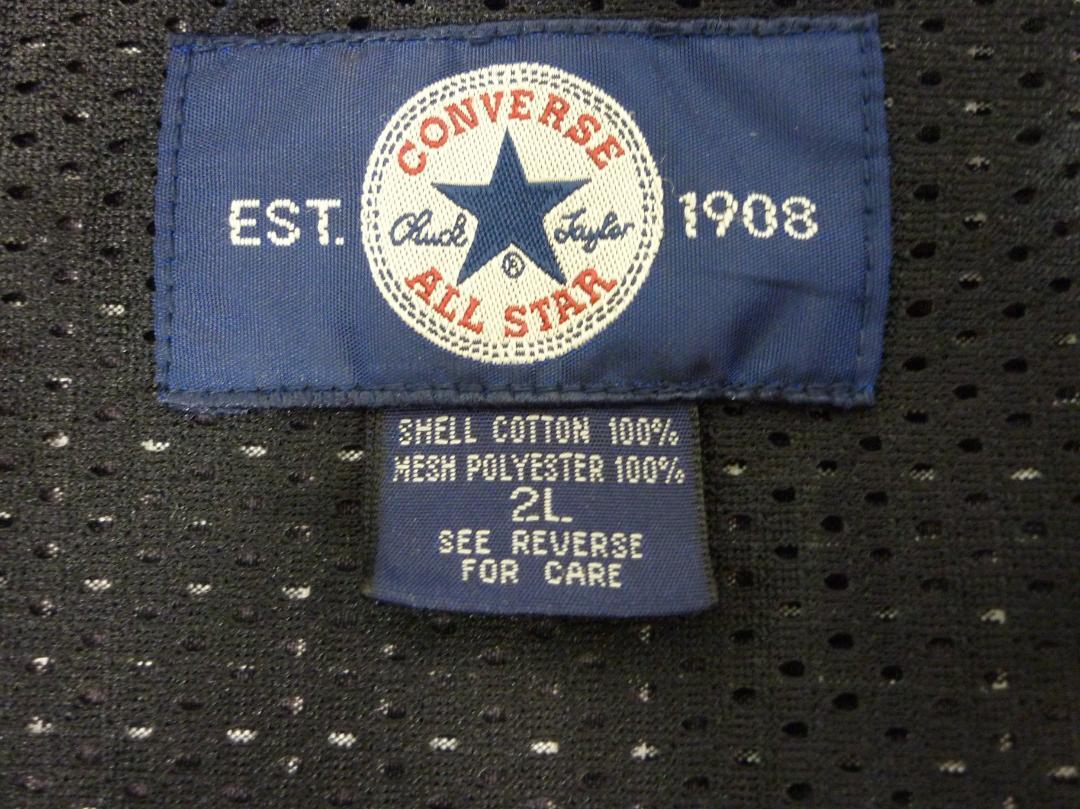 CONVERSE
EST. Chuck Taylor 1908
®
ALL STAR
SHELL COTTON 100%
MESH POLYESTER 100%
2L
SEE REVERSE
FOR CARE